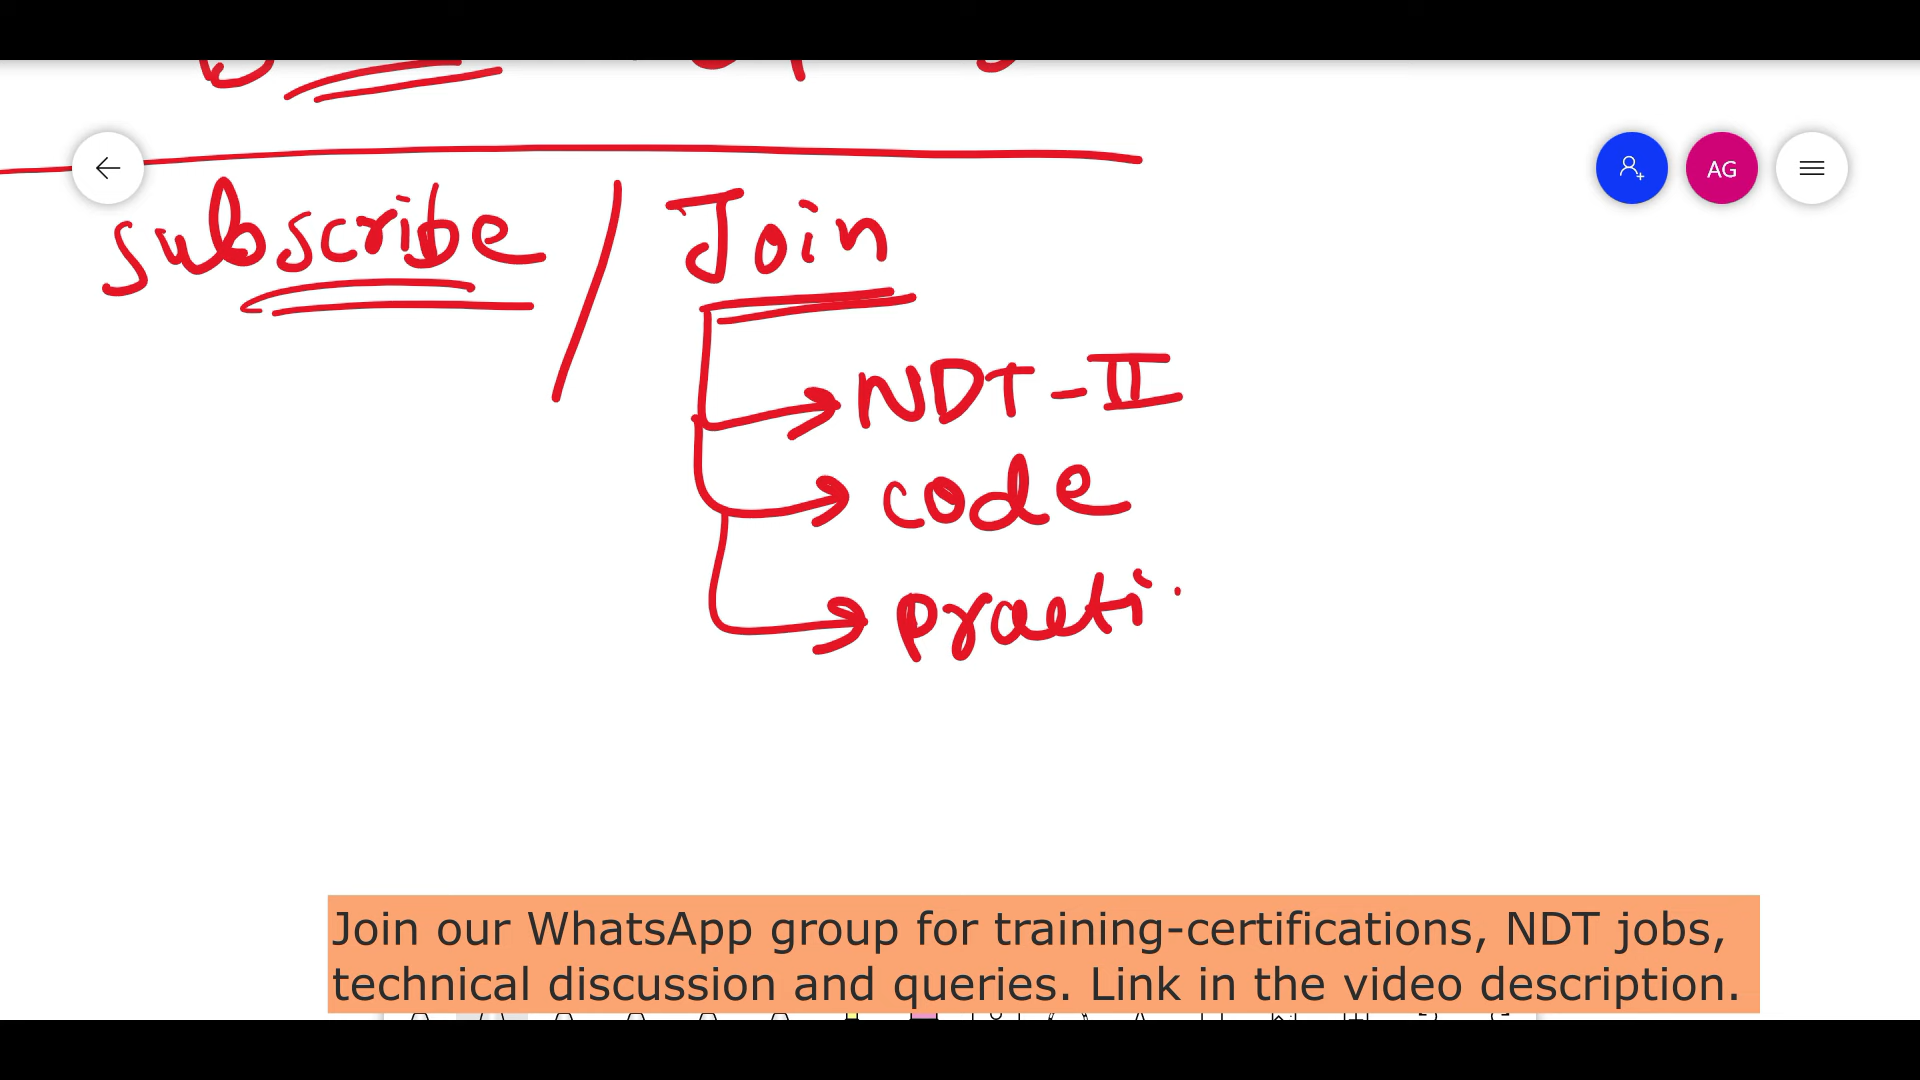 subscribe / Join
NDT-II
code
practi
AG
Join our WhatsApp group for training-certifications, NDT jobs,
technical discussion and queries. Link in the video description.